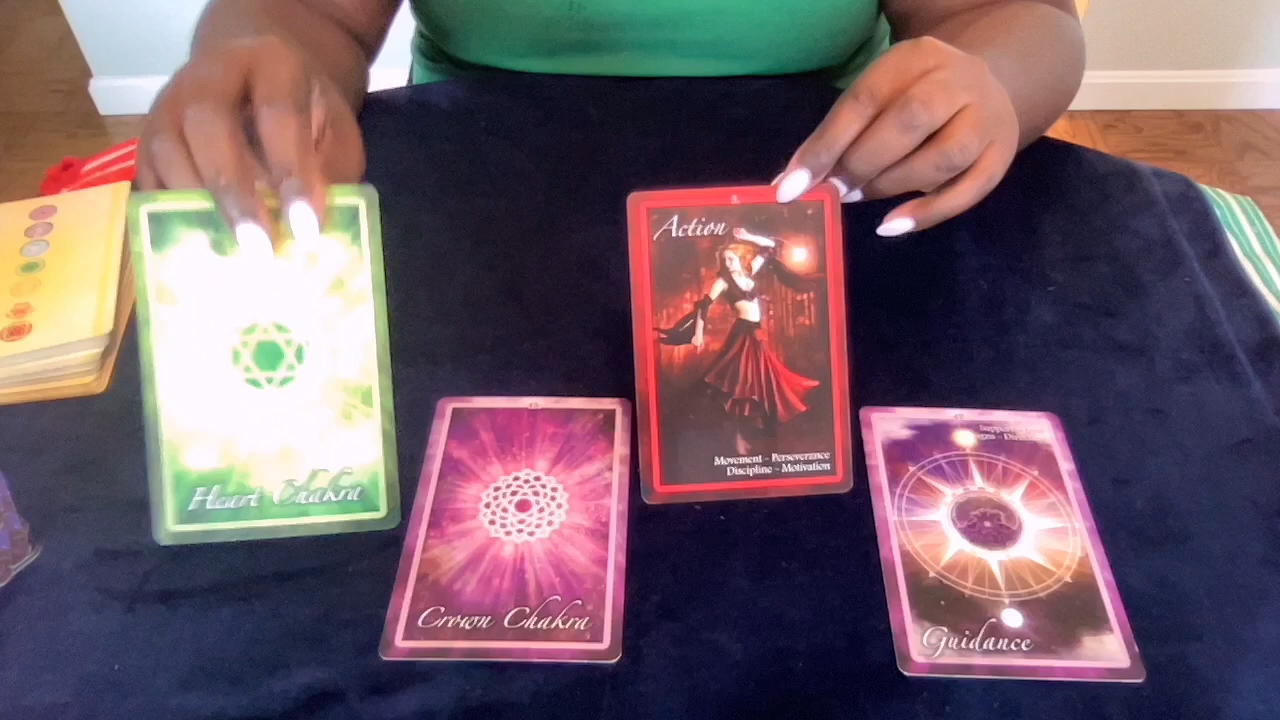 Heart Chakra
Crown Chakra
Action
Movement ~ Perseverance
Discipline ~ Motivation
Guidance